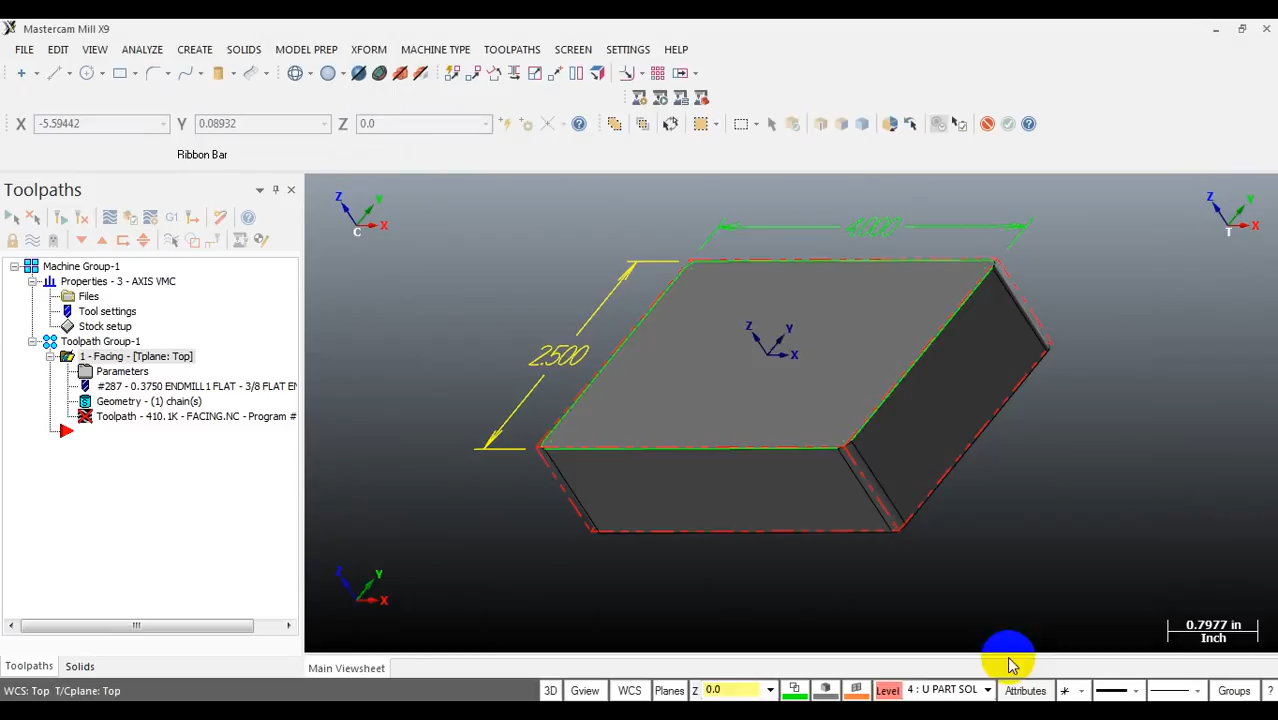 Mastercam Mill X9
FILE EDIT VIEW ANALYZE CREATE SOLIDS MODEL PREP XFORM MACHINE TYPE TOOLPATHS SCREEN SETTINGS HELP
X -5.59442 Y 0.08932 Z 0.0
Ribbon Bar
Toolpaths
G1
Machine Group-1
Properties - 3 - AXIS VMC
Files
Tool settings
Stock setup
Toolpath Group-1
1 - Facing - [Tplane: Top]
Parameters
#287 - 0.3750 ENDMILL1 FLAT - 3/8 FLAT EN
Geometry - (1) chain(s)
Toolpath - 410.1K - FACING.NC - Program #
Z Y X C
Z Y X T
4.000
2.500
Z Y X
Z Y X
0.7977 in
Inch
Toolpaths Solids
Main Viewsheet
WCS: Top T/Cplane: Top
3D Gview WCS Planes Z 0.0 Level 4 : U PART SOL Attributes Groups ?